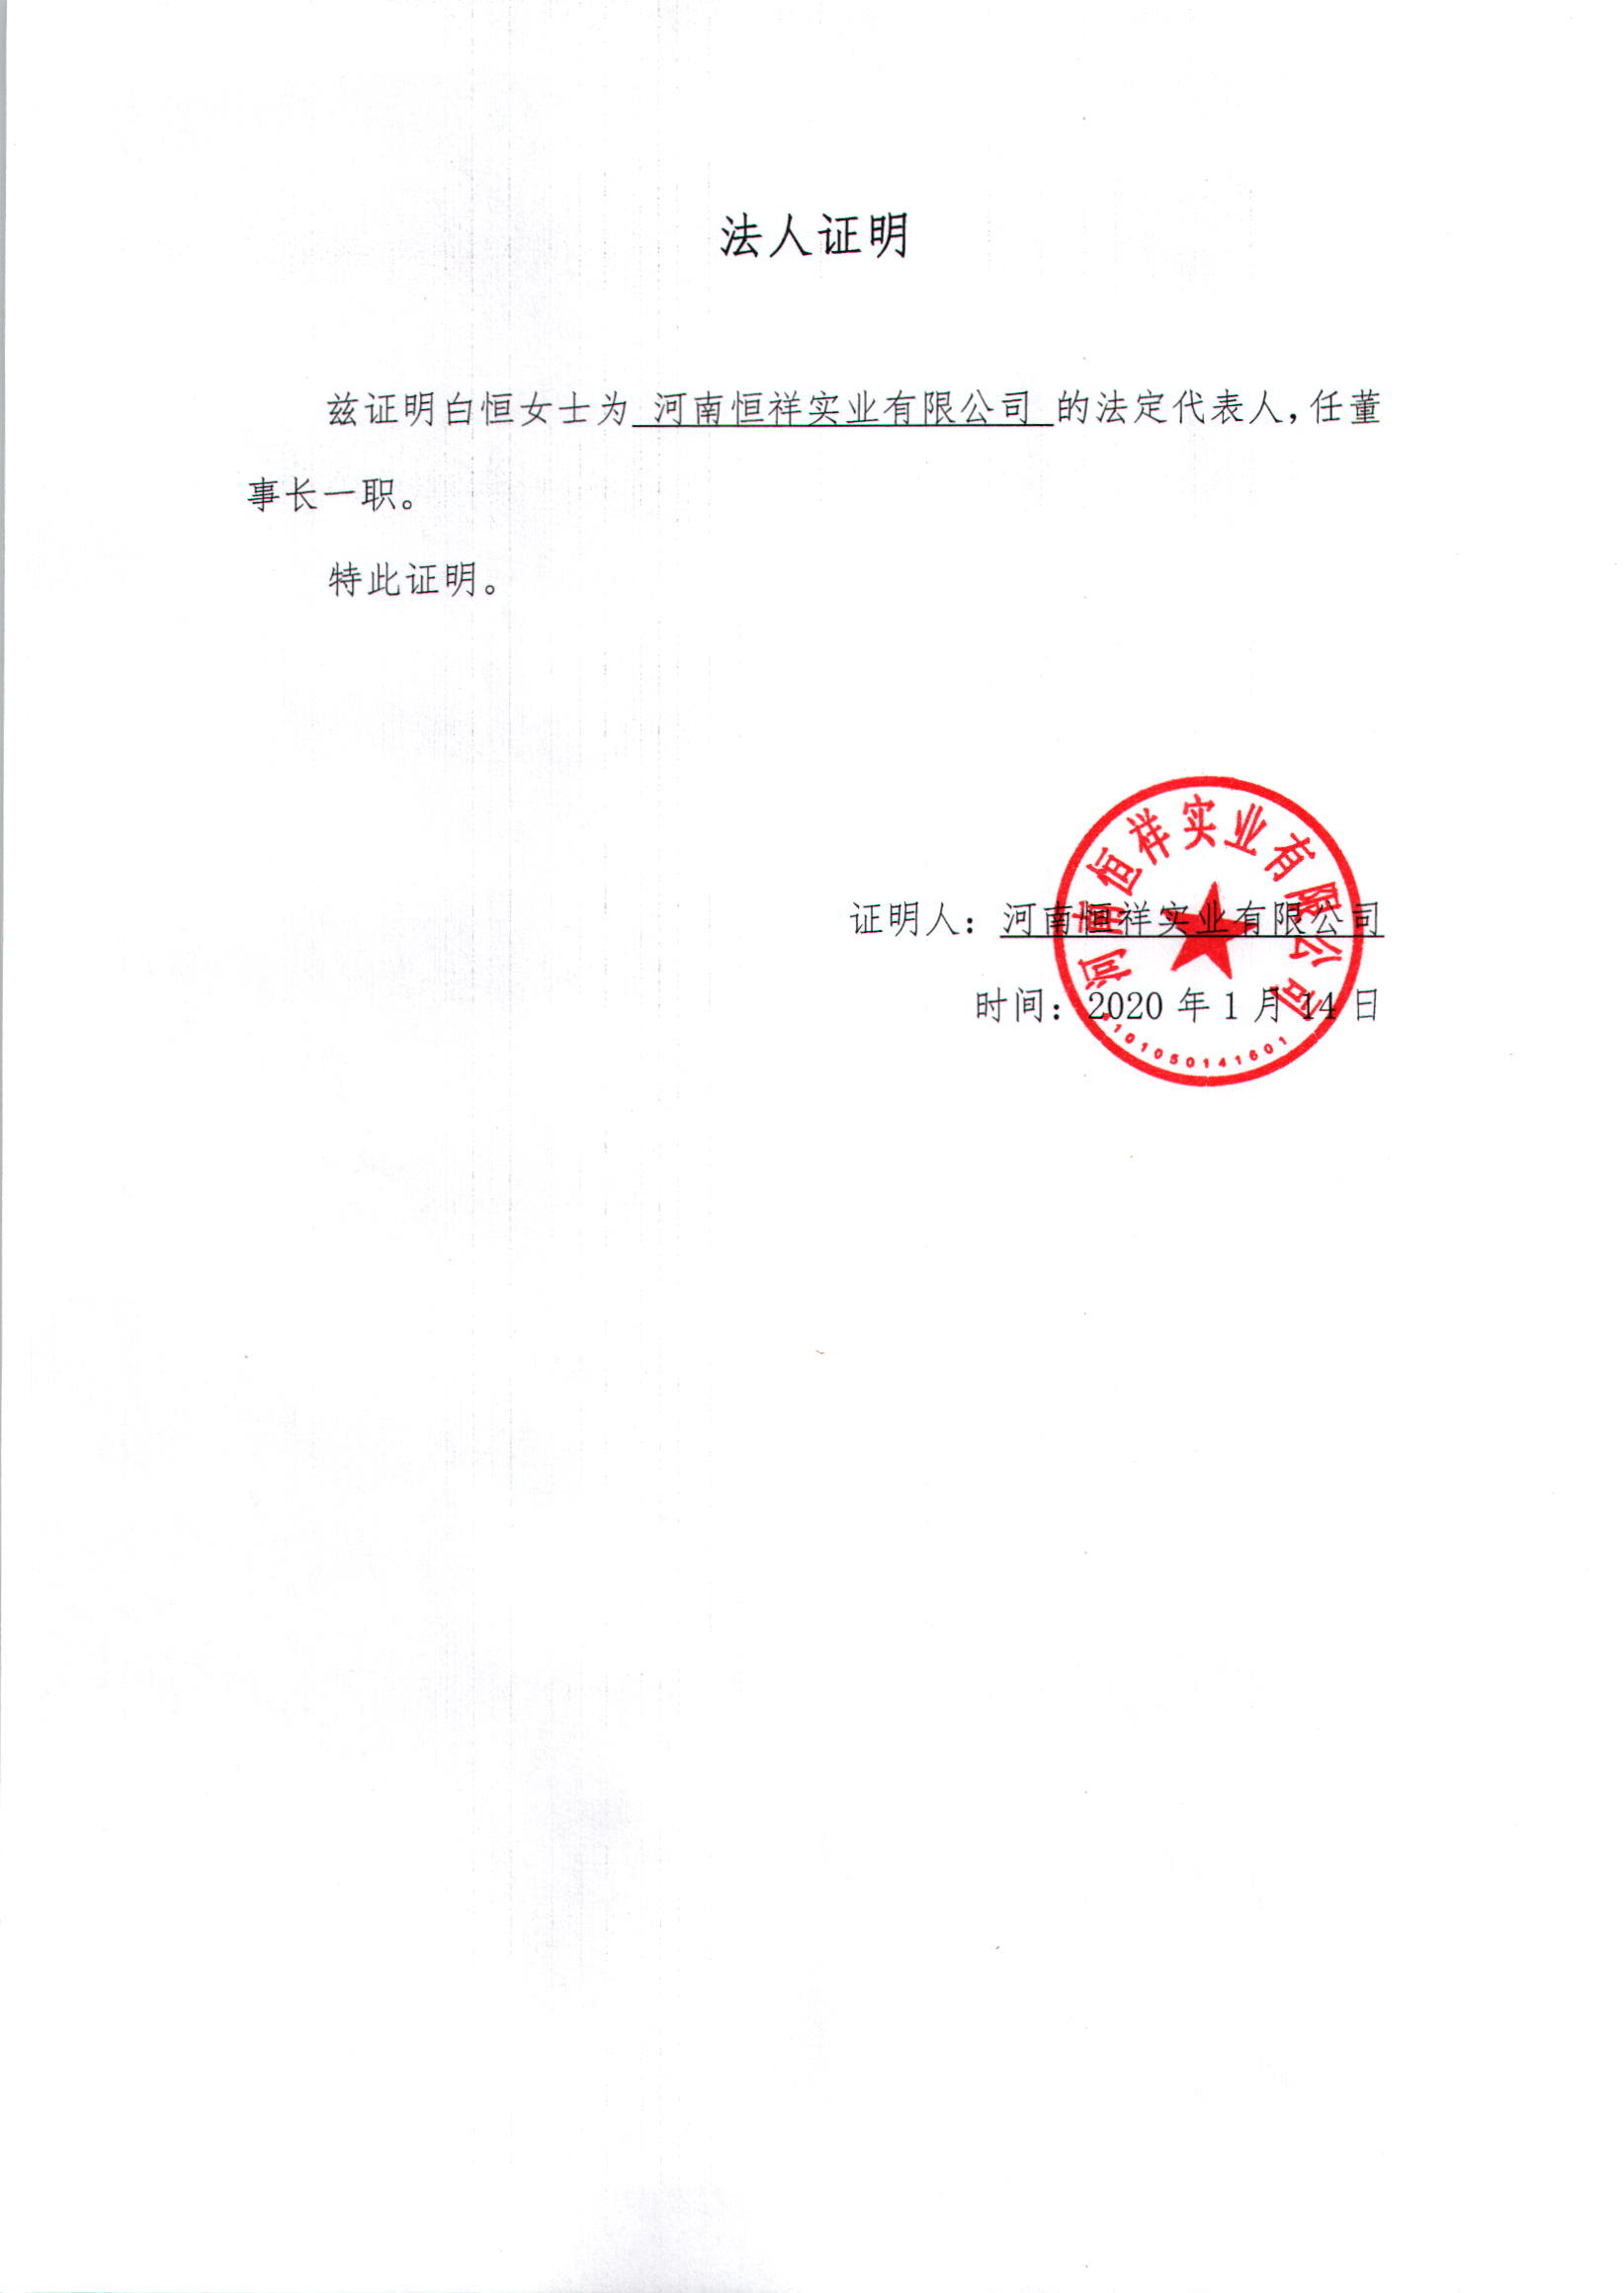 法人证明
兹证明白恒女士为 河南恒祥实业有限公司 的法定代表人，任董
事长一职。
特此证明。
证明人：河南恒祥实业有限公司
时间：2020 年 1 月 14 日
河南恒祥实业有限公司
4101050141601